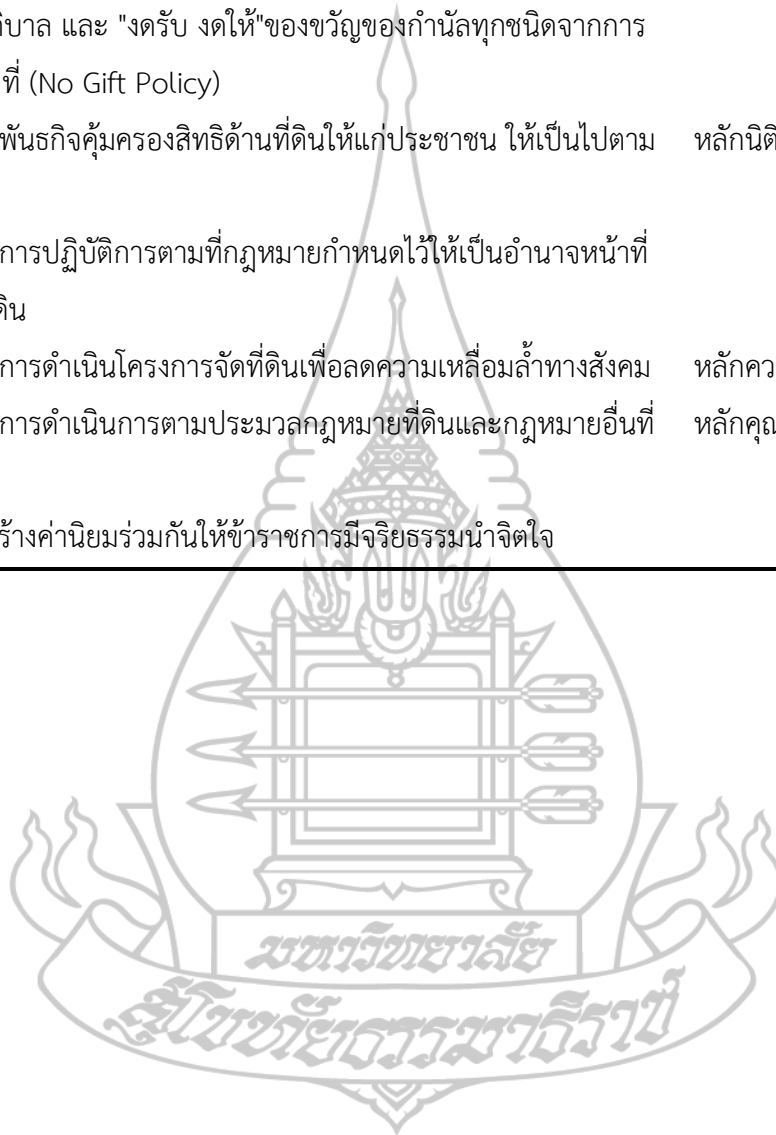 ิบาล และ "งดรับ งดให้"ของขวัญของกำนัลทุกชนิดจากการ
ที่ (No Gift Policy)
พันธกิจคุ้มครองสิทธิด้านที่ดินให้แก่ประชาชน ให้เป็นไปตาม หลักนิติ
การปฏิบัติการตามที่กฎหมายกำหนดไว้ให้เป็นอำนาจหน้าที่
ดิน
การดำเนินโครงการจัดที่ดินเพื่อลดความเหลื่อมล้ำทางสังคม หลักคว
การดำเนินการตามประมวลกฎหมายที่ดินและกฎหมายอื่นที่ หลักคุณ
ร้างค่านิยมร่วมกันให้ข้าราชการมีจริยธรรมนำจิตใจ
มหาวิทยาลัย
สุโขทัยธรรมาธิราช